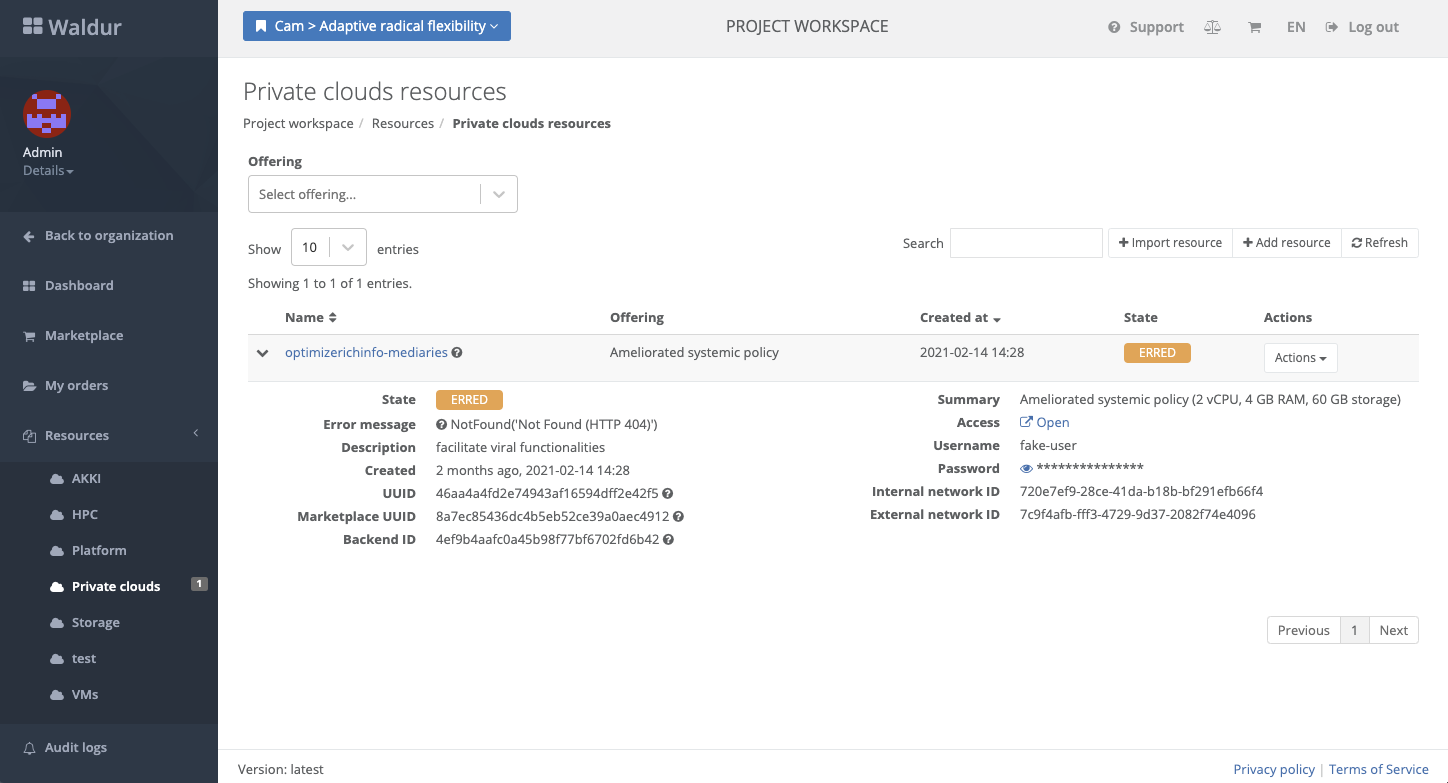 Waldur
Cam > Adaptive radical flexibility
PROJECT WORKSPACE
Support
EN
Log out
Admin
Details
Back to organization
Dashboard
Marketplace
My orders
Resources
AKKI
HPC
Platform
Private clouds 1
Storage
test
VMs
Audit logs
Private clouds resources
Project workspace / Resources / Private clouds resources
Offering
Select offering...
Show 10 entries
Search
Import resource
Add resource
Refresh
Showing 1 to 1 of 1 entries.
Name Offering Created at State Actions
optimizerichinfo-mediaries Ameliorated systemic policy 2021-02-14 14:28 ERRED Actions
State ERRED
Error message NotFound('Not Found (HTTP 404)')
Description facilitate viral functionalities
Created 2 months ago, 2021-02-14 14:28
UUID 46aa4a4fd2e74943af16594dff2e42f5
Marketplace UUID 8a7ec85436dc4b5eb52ce39a0aec4912
Backend ID 4ef9b4aafc0a45b98f77bf6702fd6b42
Summary Ameliorated systemic policy (2 vCPU, 4 GB RAM, 60 GB storage)
Access Open
Username fake-user
Password ***************
Internal network ID 720e7ef9-28ce-41da-b18b-bf291efb66f4
External network ID 7c9f4afb-fff3-4729-9d37-2082f74e4096
Previous 1 Next
Version: latest
Privacy policy | Terms of Service